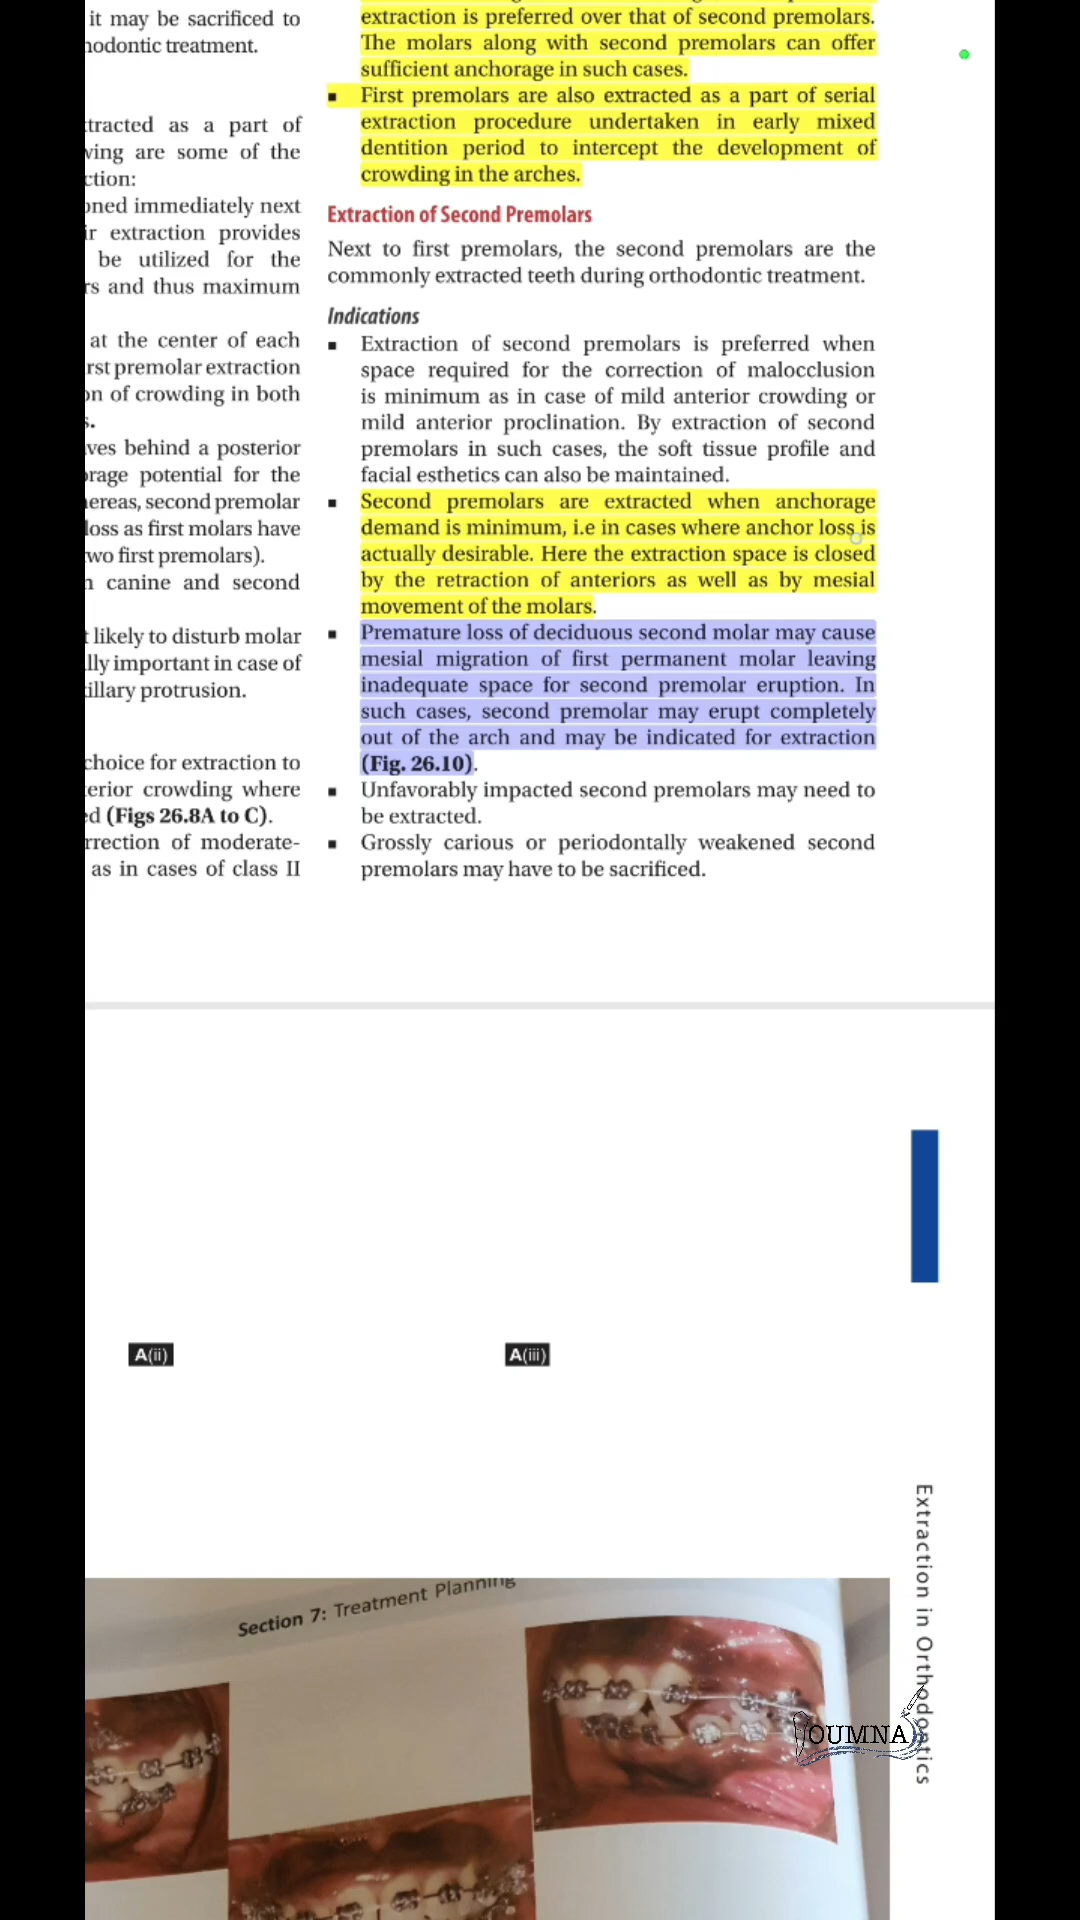 it may be sacrificed to
hodontic treatment.
tracted as a part of
wing are some of the
ction:
oned immediately next
ir extraction provides
be utilized for the
rs and thus maximum
at the center of each
rst premolar extraction
on of crowding in both
s.
ves behind a posterior
rage potential for the
ereas, second premolar
loss as first molars have
two first premolars).
n canine and second
t likely to disturb molar
lly important in case of
illary protrusion.
choice for extraction to
terior crowding where
ed (Figs 26.8A to C).
rrection of moderate-
as in cases of class II
extraction is preferred over that of second premolars.
The molars along with second premolars can offer
sufficient anchorage in such cases.
▪ First premolars are also extracted as a part of serial
extraction procedure undertaken in early mixed
dentition period to intercept the development of
crowding in the arches.
Extraction of Second Premolars
Next to first premolars, the second premolars are the
commonly extracted teeth during orthodontic treatment.
Indications
▪ Extraction of second premolars is preferred when
space required for the correction of malocclusion
is minimum as in case of mild anterior crowding or
mild anterior proclination. By extraction of second
premolars in such cases, the soft tissue profile and
facial esthetics can also be maintained.
▪ Second premolars are extracted when anchorage
demand is minimum, i.e in cases where anchor loss is
actually desirable. Here the extraction space is closed
by the retraction of anteriors as well as by mesial
movement of the molars.
▪ Premature loss of deciduous second molar may cause
mesial migration of first permanent molar leaving
inadequate space for second premolar eruption. In
such cases, second premolar may erupt completely
out of the arch and may be indicated for extraction
(Fig. 26.10).
▪ Unfavorably impacted second premolars may need to
be extracted.
▪ Grossly carious or periodontally weakened second
premolars may have to be sacrificed.
A(ii)
A(iii)
Extraction in Orthodontics
Section 7: Treatment Planning
OUMNA